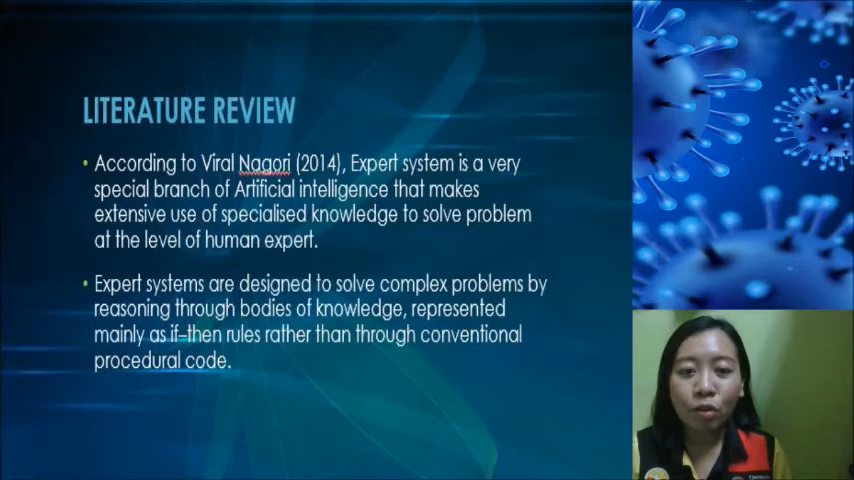 LITERATURE REVIEW
• According to Viral Nagori (2014), Expert system is a very
special branch of Artificial intelligence that makes
extensive use of specialised knowledge to solve problem
at the level of human expert.
• Expert systems are designed to solve complex problems by
reasoning through bodies of knowledge, represented
mainly as if–then rules rather than through conventional
procedural code.